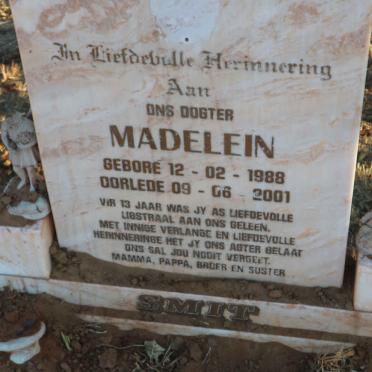 In Liefdevolle Herinnering
Aan
ONS DOGTER
MADELEIN
GEBORE 12 - 02 - 1988
OORLEDE 09 - 06 - 2001
VIR 13 JAAR WAS JY AS LIEFDEVOLLE
LIGSTRAAL AAN ONS GELEEN.
MET INNIGE VERLANGE EN LIEFDEVOLLE
HERINNERINGE HET JY ONS AGTER GELAAT
ONS SAL JOU NOOIT VERGEET.
MAMMA, PAPPA, BROER EN SUSTER
SMIT